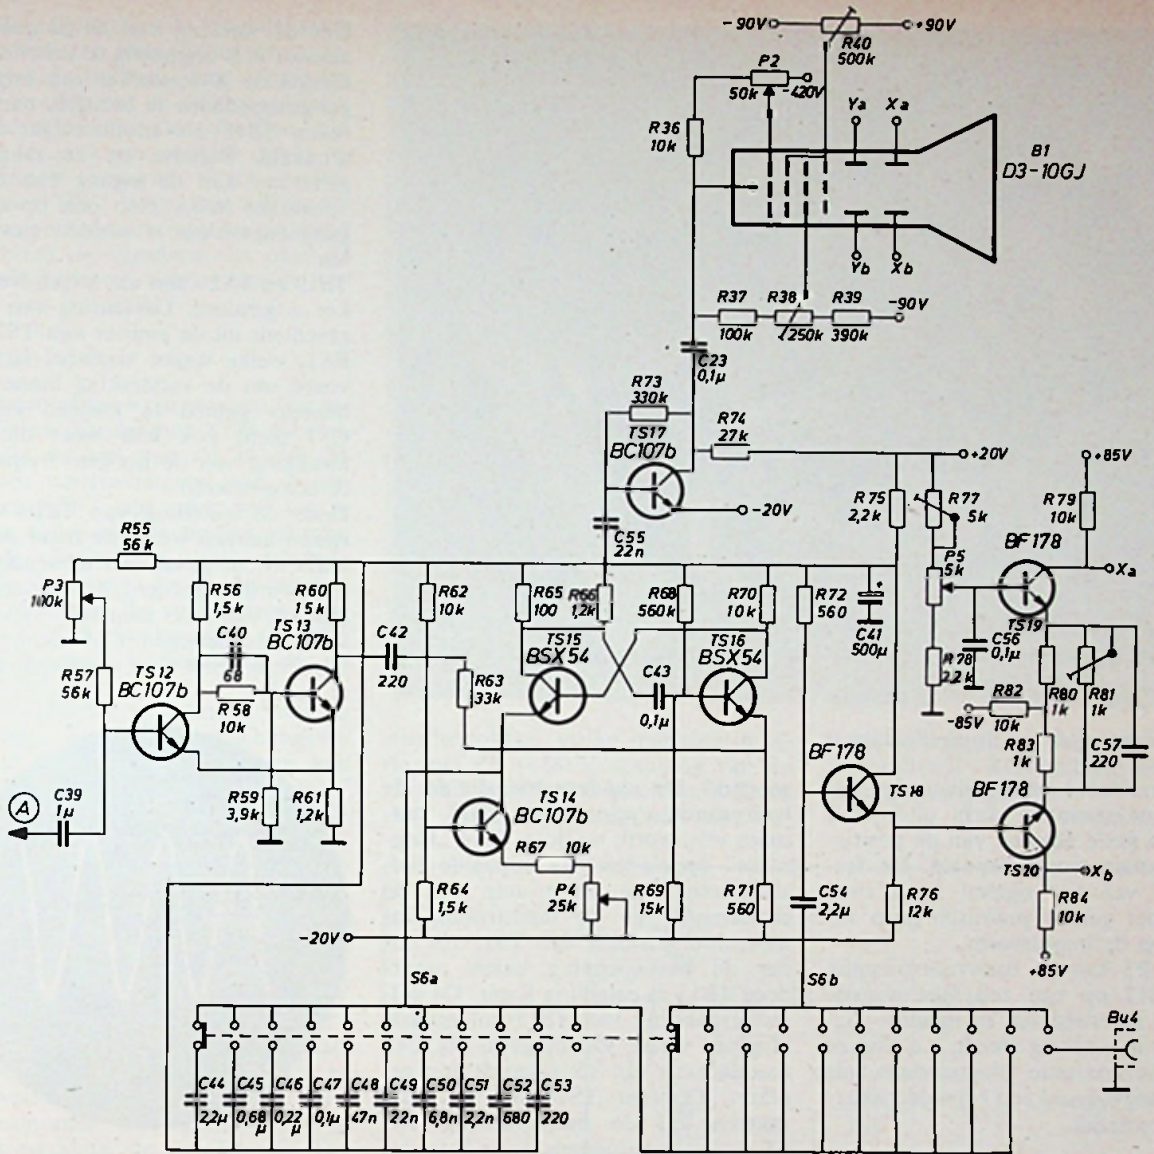 -90V
+90V
R40
500k
P2
50k
-420V
Ya
Xa
R36
10k
B1
D3-10GJ
Yb
Xb
R37
100k
R38
250k
R39
390k
-90V
C23
0,1µ
R73
330k
R74
27k
TS17
BC107b
+20V
+85V
R75
2,2k
R77
5k
R79
10k
-20V
C55
22n
R55
56k
P5
5k
BF178
Xa
P3
100k
R56
1,5k
R60
15k
R62
10k
R65
100
R66
1,2k
R68
560k
R70
10k
R72
560
C41
500µ
TS19
C40
68
TS13
BC107b
C42
220
TS15
BSX54
TS16
BSX54
C56
0,1µ
R57
56k
TS12
BC107b
R58
10k
R63
33k
C43
0,1µ
R78
2,2k
R82
10k
-85V
R80
1k
R81
1k
R83
1k
C57
220
BF178
TS18
BF178
A
C39
1µ
R59
3,9k
R61
1,2k
TS14
BC107b
R67
10k
TS20
Xb
R64
1,5k
P4
25k
R69
15k
R71
560
C54
2,2µ
R76
12k
R84
10k
-20V
+85V
S6a
S6b
Bu4
C44
2,2µ
C45
0,68
µ
C46
0,22
µ
C47
0,1µ
C48
47n
C49
22n
C50
6,8n
C51
2,2n
C52
680
C53
220